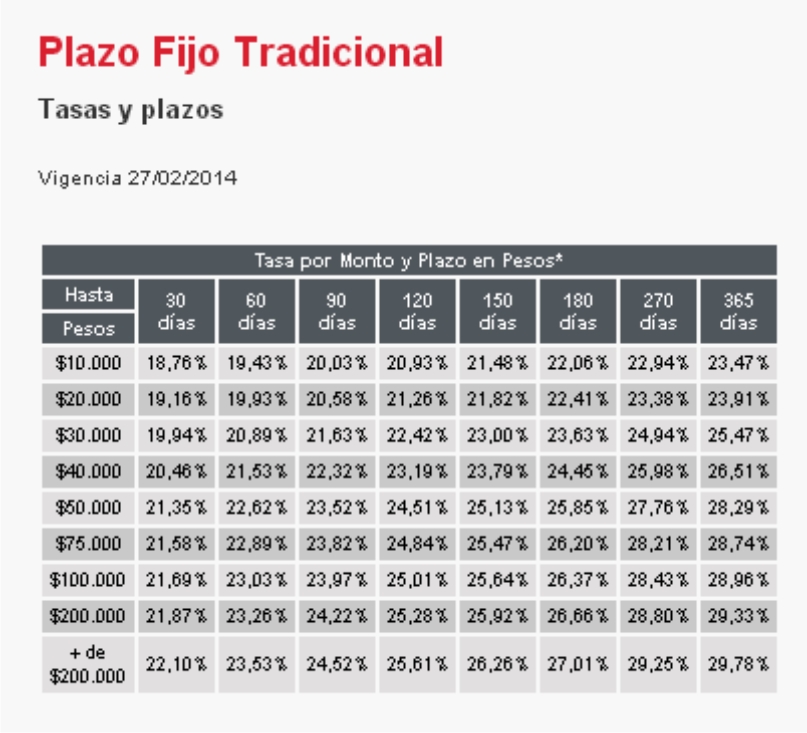 Plazo Fijo Tradicional
Tasas y plazos
Vigencia 27/02/2014
Tasa por Monto y Plazo en Pesos*
Hasta Pesos 30 días 60 días 90 días 120 días 150 días 180 días 270 días 365 días
$10.000 18,76% 19,43% 20,03% 20,93% 21,48% 22,06% 22,94% 23,47%
$20.000 19,16% 19,93% 20,58% 21,26% 21,82% 22,41% 23,38% 23,91%
$30.000 19,94% 20,89% 21,63% 22,42% 23,00% 23,63% 24,94% 25,47%
$40.000 20,46% 21,53% 22,32% 23,19% 23,79% 24,45% 25,98% 26,51%
$50.000 21,35% 22,62% 23,52% 24,51% 25,13% 25,85% 27,76% 28,29%
$75.000 21,58% 22,89% 23,82% 24,84% 25,47% 26,20% 28,21% 28,74%
$100.000 21,69% 23,03% 23,97% 25,01% 25,64% 26,37% 28,43% 28,96%
$200.000 21,87% 23,26% 24,22% 25,28% 25,92% 26,66% 28,80% 29,33%
+ de $200.000 22,10% 23,53% 24,52% 25,61% 26,26% 27,01% 29,25% 29,78%